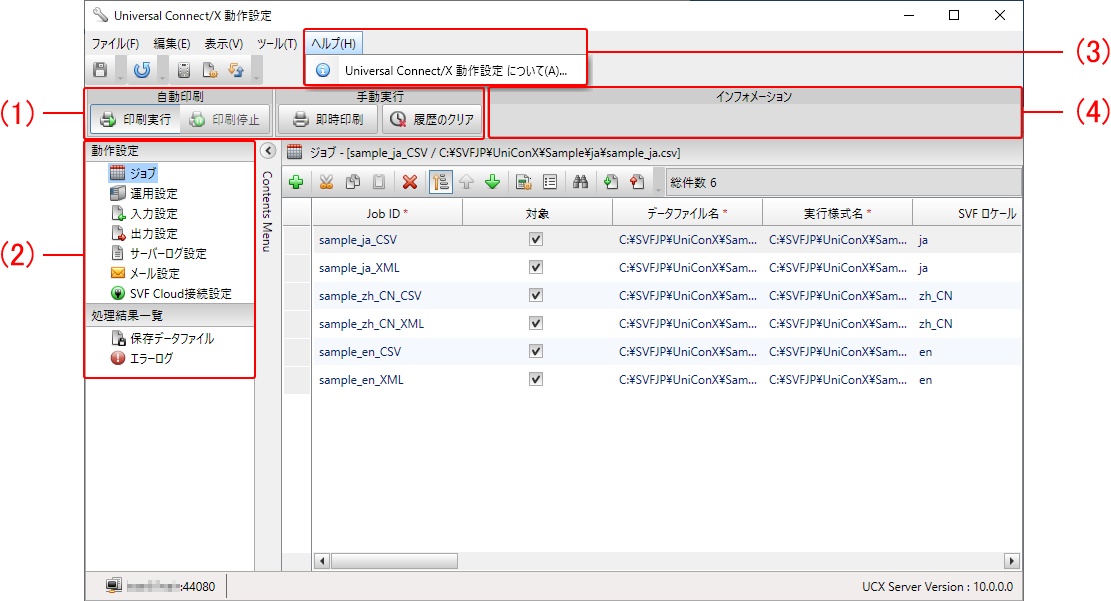 Universal Connect/X 動作設定
ファイル(F) 編集(E) 表示(V) ツール(T) ヘルプ(H)
Universal Connect/X 動作設定 について(A)...
(3)
(1)
自動印刷
手動実行
インフォメーション
(4)
印刷実行
印刷停止
即時印刷
履歴のクリア
(2)
動作設定
ジョブ
運用設定
入力設定
出力設定
サーバーログ設定
メール設定
SVF Cloud接続設定
処理結果一覧
保存データファイル
エラーログ
Contents Menu
ジョブ - [sample_ja_CSV / C:¥SVFJP¥UniConX¥Sample¥ja¥sample_ja.csv]
総件数 6
Job ID * 対象 データファイル名 * 実行様式名 * SVF ロケール
sample_ja_CSV C:¥SVFJP¥UniConX¥Sam... C:¥SVFJP¥UniConX¥Sam... ja
sample_ja_XML C:¥SVFJP¥UniConX¥Sam... C:¥SVFJP¥UniConX¥Sam... ja
sample_zh_CN_CSV C:¥SVFJP¥UniConX¥Sam... C:¥SVFJP¥UniConX¥Sam... zh_CN
sample_zh_CN_XML C:¥SVFJP¥UniConX¥Sam... C:¥SVFJP¥UniConX¥Sam... zh_CN
sample_en_CSV C:¥SVFJP¥UniConX¥Sam... C:¥SVFJP¥UniConX¥Sam... en
sample_en_XML C:¥SVFJP¥UniConX¥Sam... C:¥SVFJP¥UniConX¥Sam... en
:44080
UCX Server Version : 10.0.0.0